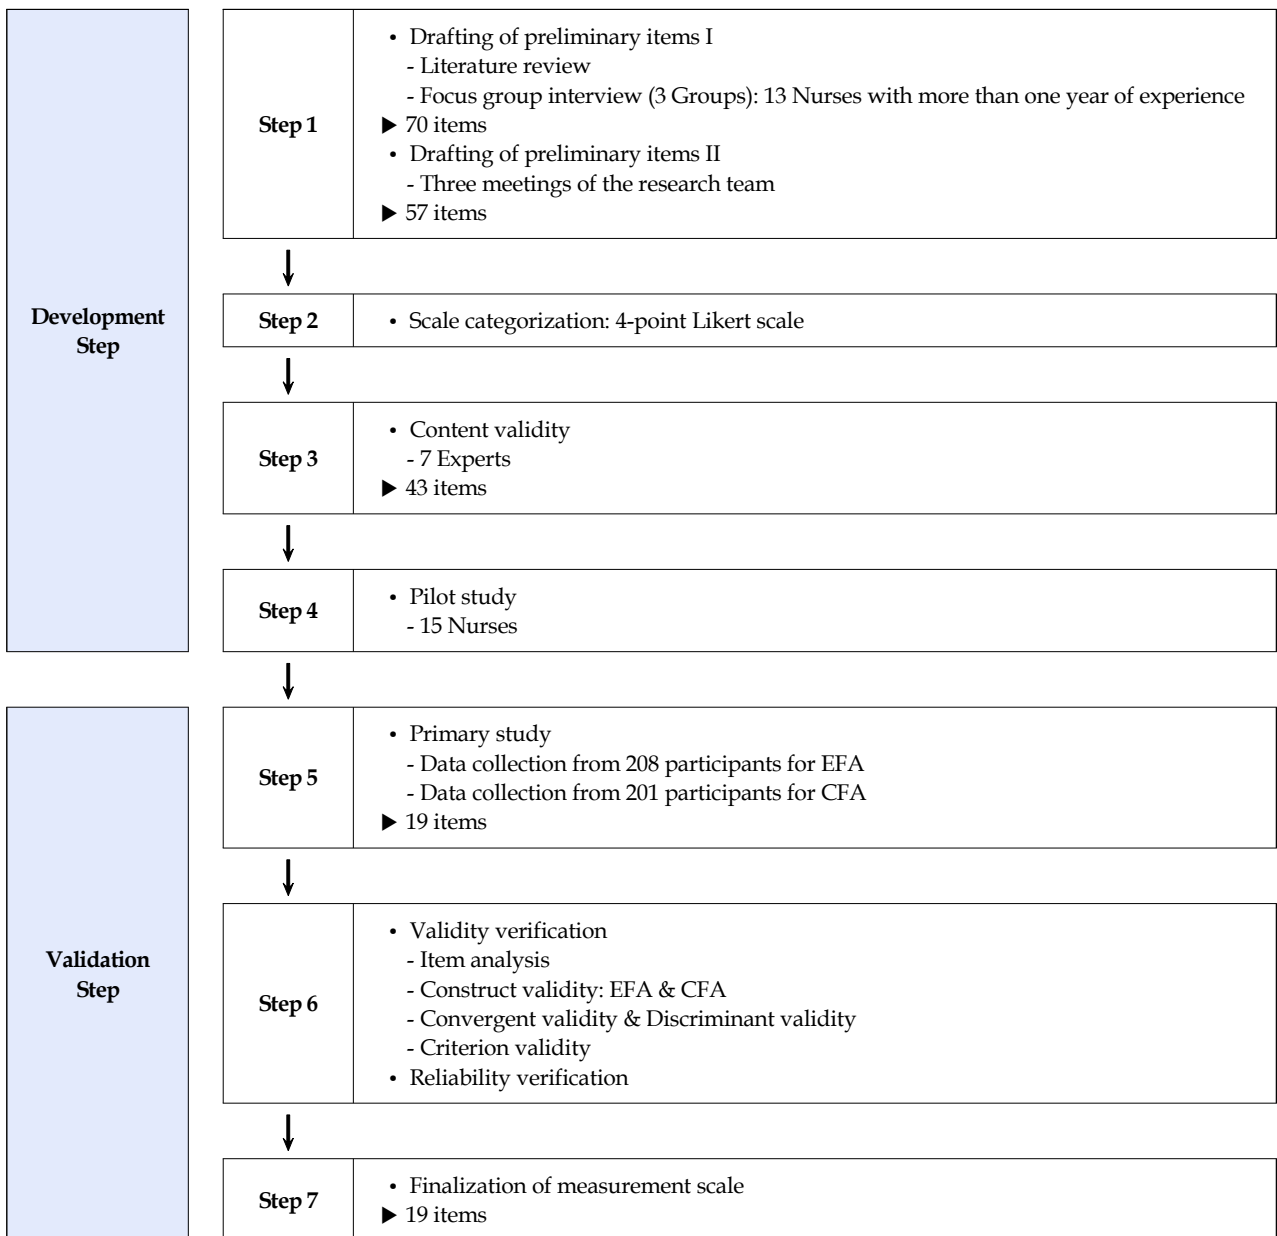 Development
Step
Step 1
• Drafting of preliminary items I
- Literature review
- Focus group interview (3 Groups): 13 Nurses with more than one year of experience
▶ 70 items
• Drafting of preliminary items II
- Three meetings of the research team
▶ 57 items
Step 2
• Scale categorization: 4-point Likert scale
Step 3
• Content validity
- 7 Experts
▶ 43 items
Step 4
• Pilot study
- 15 Nurses
Validation
Step
Step 5
• Primary study
- Data collection from 208 participants for EFA
- Data collection from 201 participants for CFA
▶ 19 items
Step 6
• Validity verification
- Item analysis
- Construct validity: EFA & CFA
- Convergent validity & Discriminant validity
- Criterion validity
• Reliability verification
Step 7
• Finalization of measurement scale
▶ 19 items